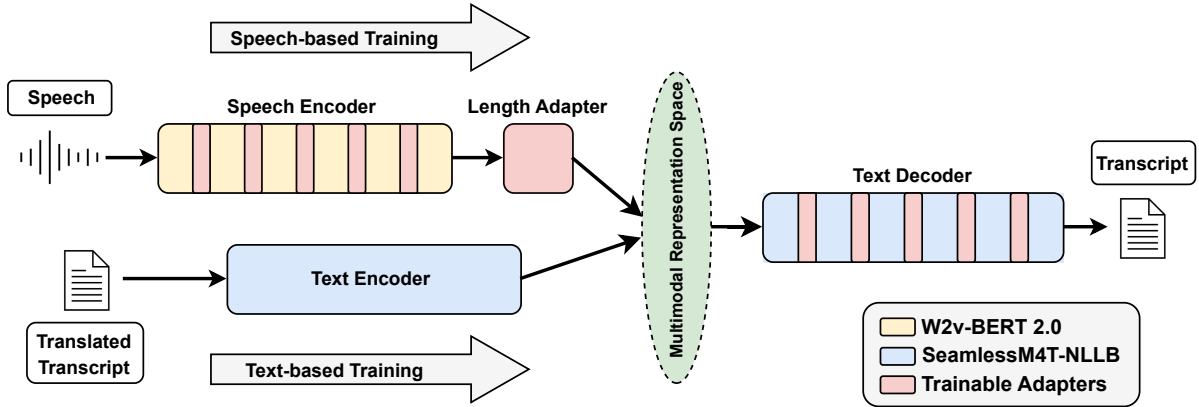 Speech-based Training
Speech
Speech Encoder
Length Adapter
Multimodal Representation Space
Text Decoder
Transcript
Text Encoder
Translated
Transcript
Text-based Training
W2v-BERT 2.0
SeamlessM4T-NLLB
Trainable Adapters